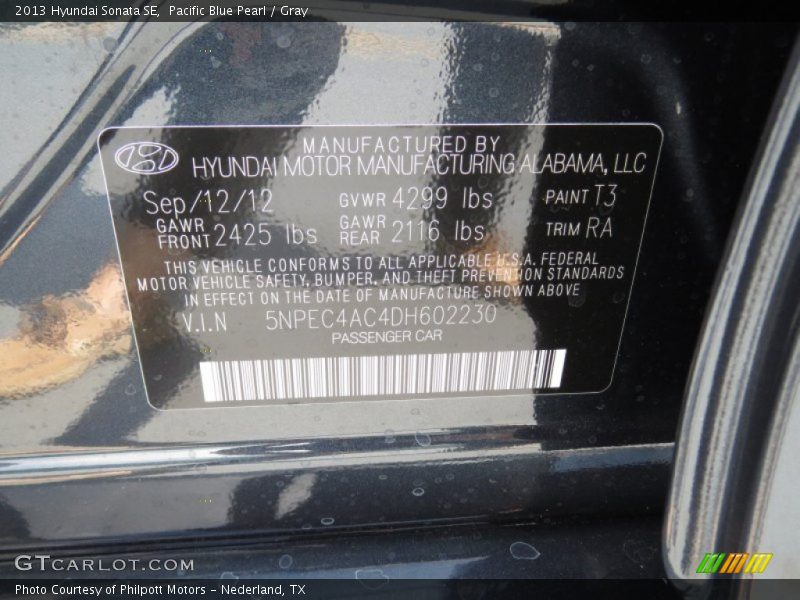 2013 Hyundai Sonata SE, Pacific Blue Pearl / Gray
MANUFACTURED BY
HYUNDAI MOTOR MANUFACTURING ALABAMA, LLC
Sep/12/12 GVWR 4299 lbs PAINT T3
GAWR FRONT 2425 lbs GAWR REAR 2116 lbs TRIM RA
THIS VEHICLE CONFORMS TO ALL APPLICABLE U.S.A. FEDERAL
MOTOR VEHICLE SAFETY, BUMPER, AND THEFT PREVENTION STANDARDS
IN EFFECT ON THE DATE OF MANUFACTURE SHOWN ABOVE
V.I.N 5NPEC4AC4DH602230
PASSENGER CAR
GTCARLOT.COM
Photo Courtesy of Philpott Motors - Nederland, TX